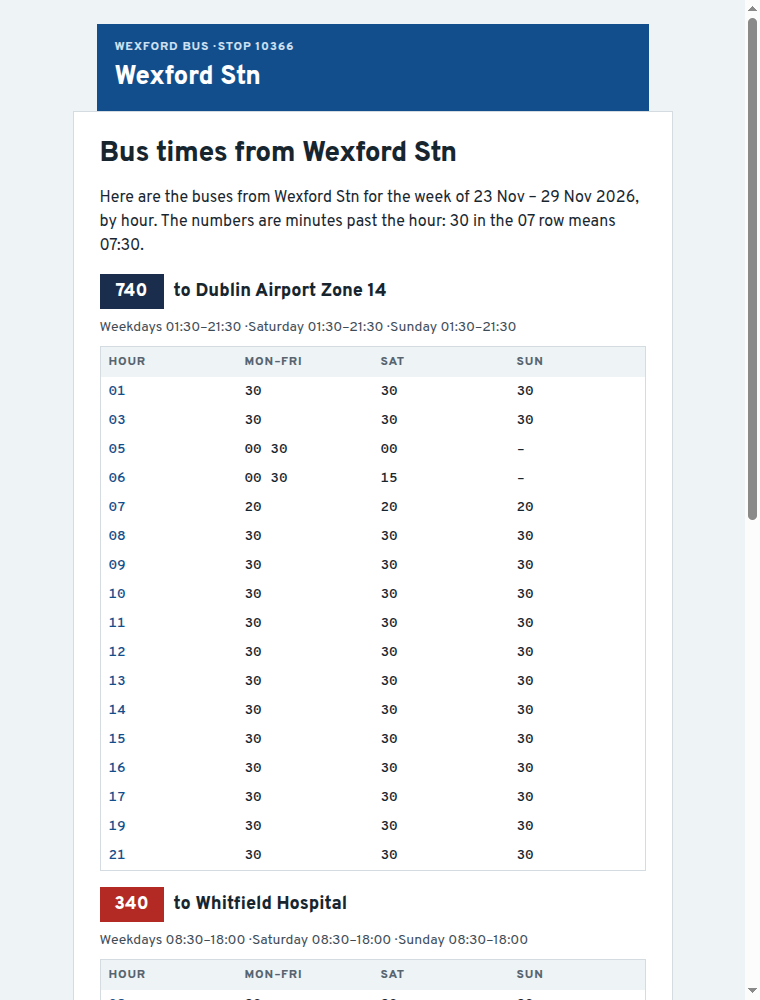 WEXFORD BUS · STOP 10366
Wexford Stn
Bus times from Wexford Stn
Here are the buses from Wexford Stn for the week of 23 Nov – 29 Nov 2026,
by hour. The numbers are minutes past the hour: 30 in the 07 row means
07:30.
740 to Dublin Airport Zone 14
Weekdays 01:30–21:30 · Saturday 01:30–21:30 · Sunday 01:30–21:30
HOUR MON–FRI SAT SUN
01 30 30 30
03 30 30 30
05 00 30 00 –
06 00 30 15 –
07 20 20 20
08 30 30 30
09 30 30 30
10 30 30 30
11 30 30 30
12 30 30 30
13 30 30 30
14 30 30 30
15 30 30 30
16 30 30 30
17 30 30 30
19 30 30 30
21 30 30 30
340 to Whitfield Hospital
Weekdays 08:30–18:00 · Saturday 08:30–18:00 · Sunday 08:30–18:00
HOUR MON–FRI SAT SUN